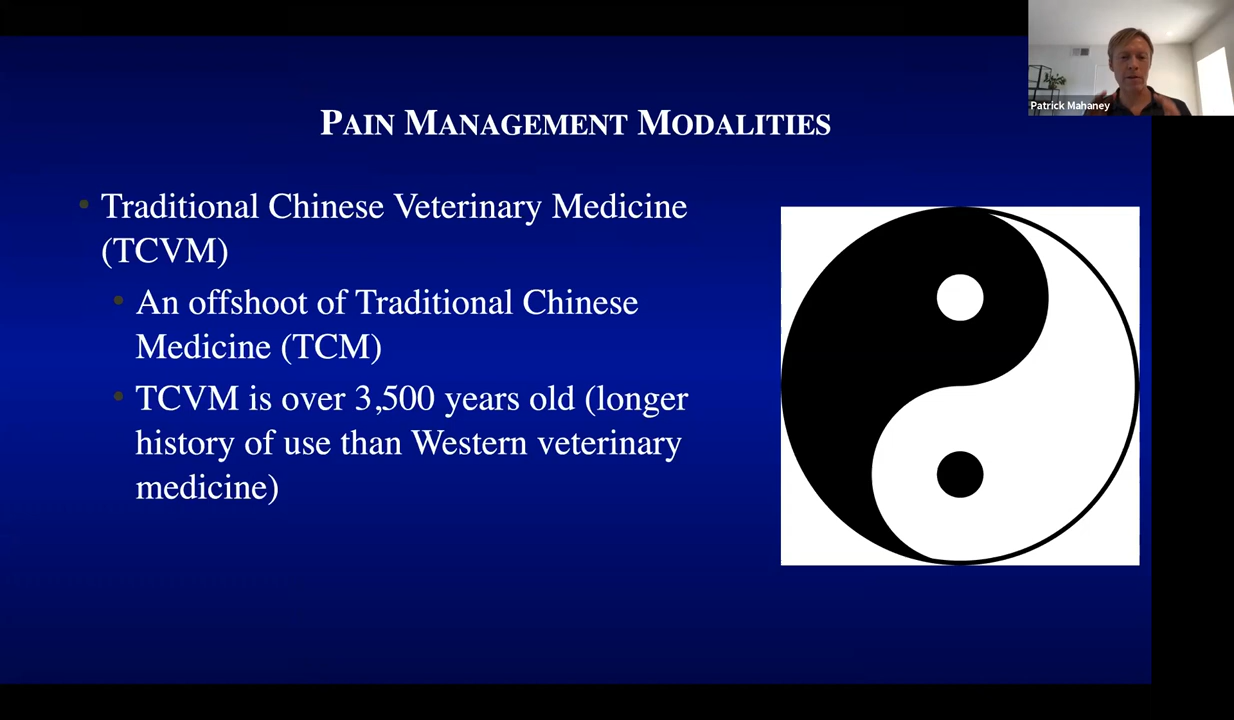 Patrick Mahaney
PAIN MANAGEMENT MODALITIES
• Traditional Chinese Veterinary Medicine
(TCVM)
• An offshoot of Traditional Chinese
Medicine (TCM)
• TCVM is over 3,500 years old (longer
history of use than Western veterinary
medicine)